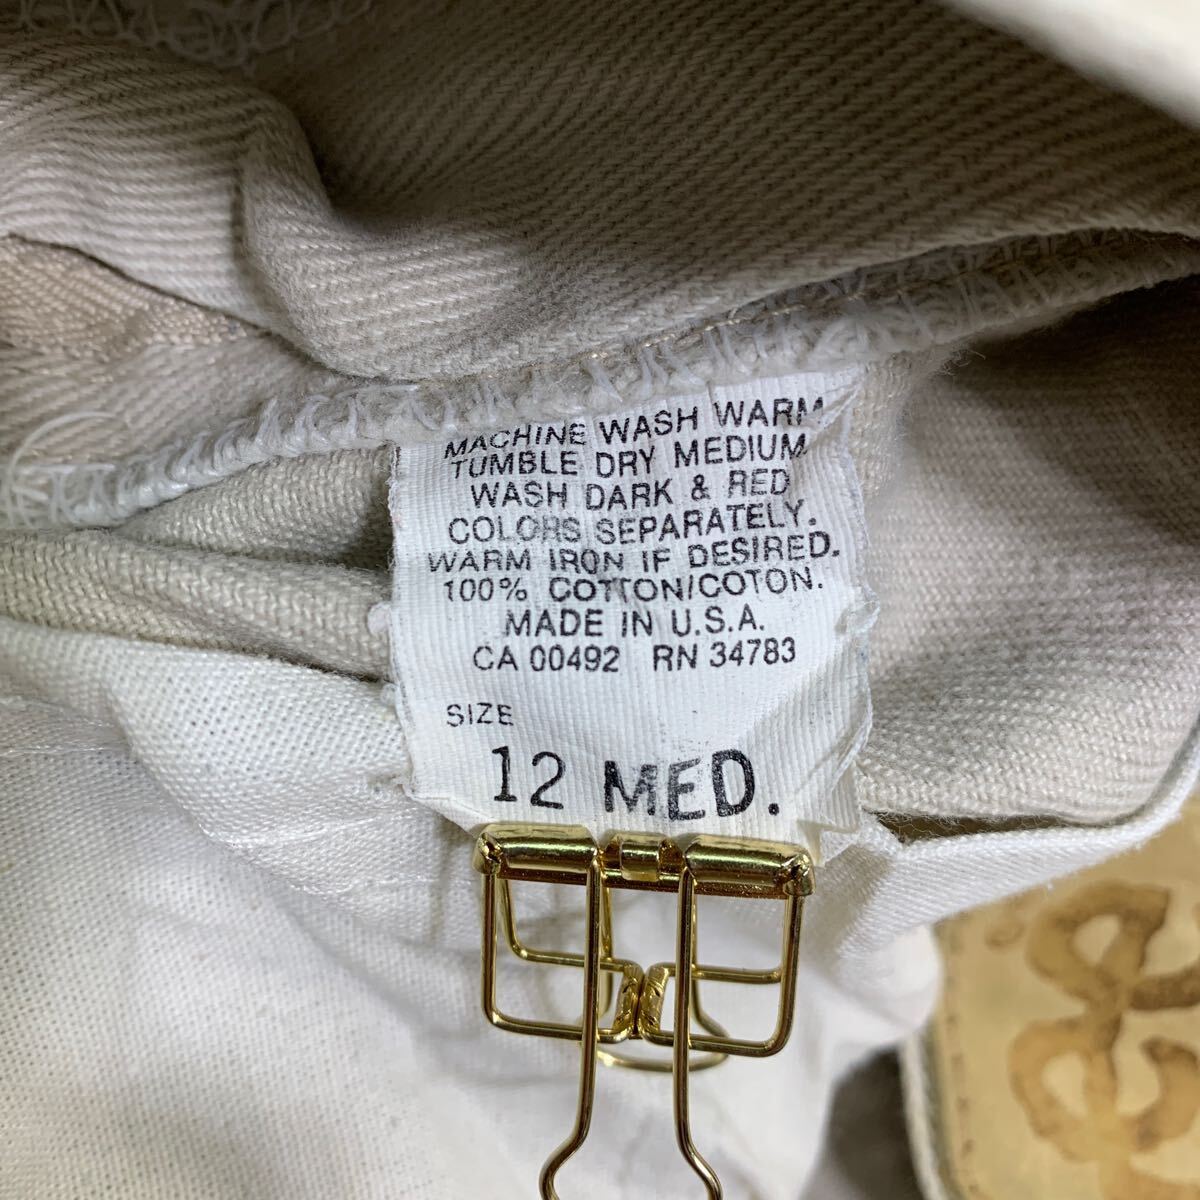 MACHINE WASH WARM
TUMBLE DRY MEDIUM.
WASH DARK & RED
COLORS SEPARATELY.
WARM IRON IF DESIRED.
100% COTTON/COTON.
MADE IN U.S.A.
CA 00492 RN 34783
SIZE
12 MED.